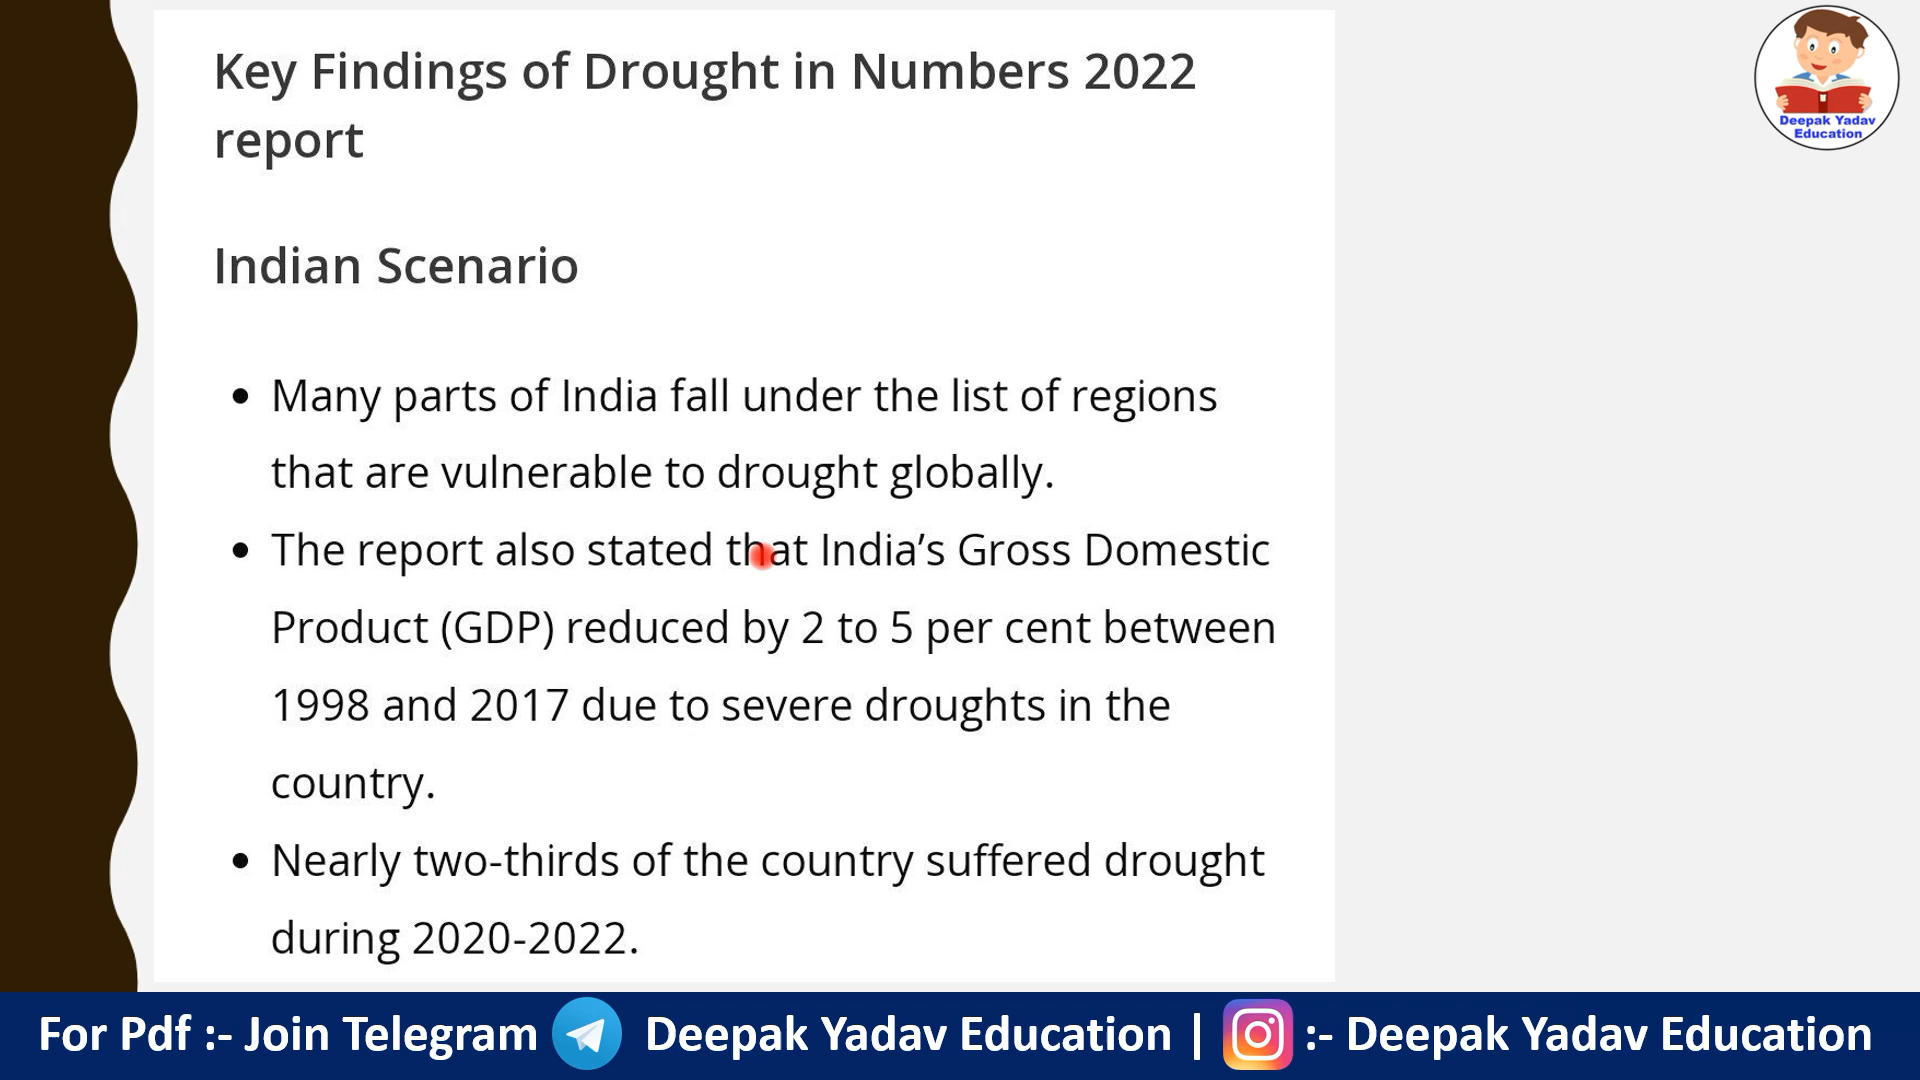 Key Findings of Drought in Numbers 2022
report
Indian Scenario
• Many parts of India fall under the list of regions
that are vulnerable to drought globally.
• The report also stated that India’s Gross Domestic
Product (GDP) reduced by 2 to 5 per cent between
1998 and 2017 due to severe droughts in the
country.
• Nearly two-thirds of the country suffered drought
during 2020-2022.
Deepak Yadav
Education
For Pdf :- Join Telegram Deepak Yadav Education | :- Deepak Yadav Education